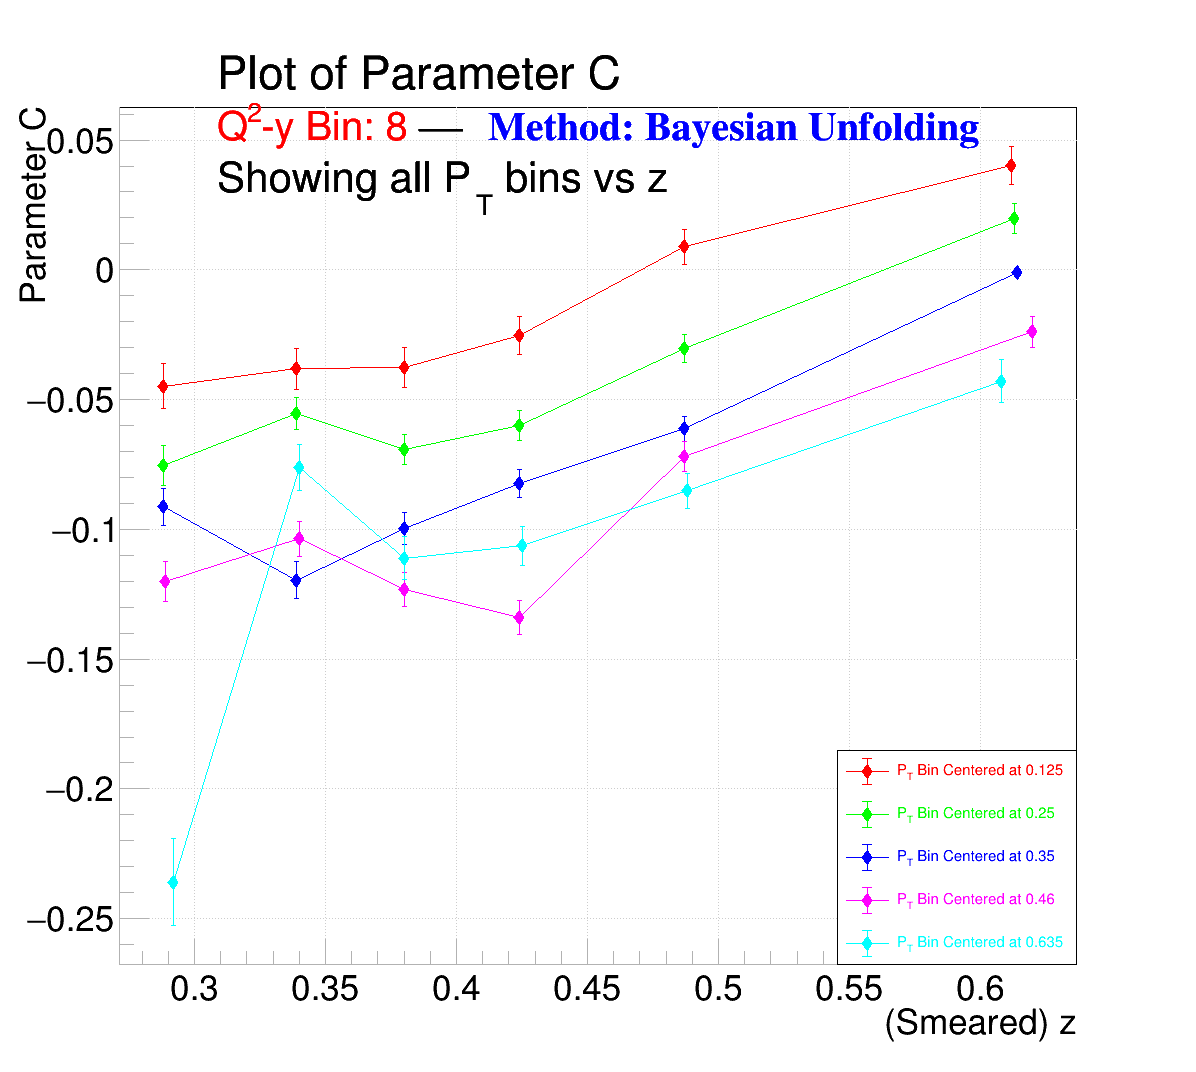 Plot of Parameter C
Q2-y Bin: 8 — Method: Bayesian Unfolding
Showing all PT bins vs z
Parameter C
0.05
0
−0.05
−0.1
−0.15
−0.2
−0.25
PT Bin Centered at 0.125
PT Bin Centered at 0.25
PT Bin Centered at 0.35
PT Bin Centered at 0.46
PT Bin Centered at 0.635
0.3 0.35 0.4 0.45 0.5 0.55 0.6
(Smeared) z